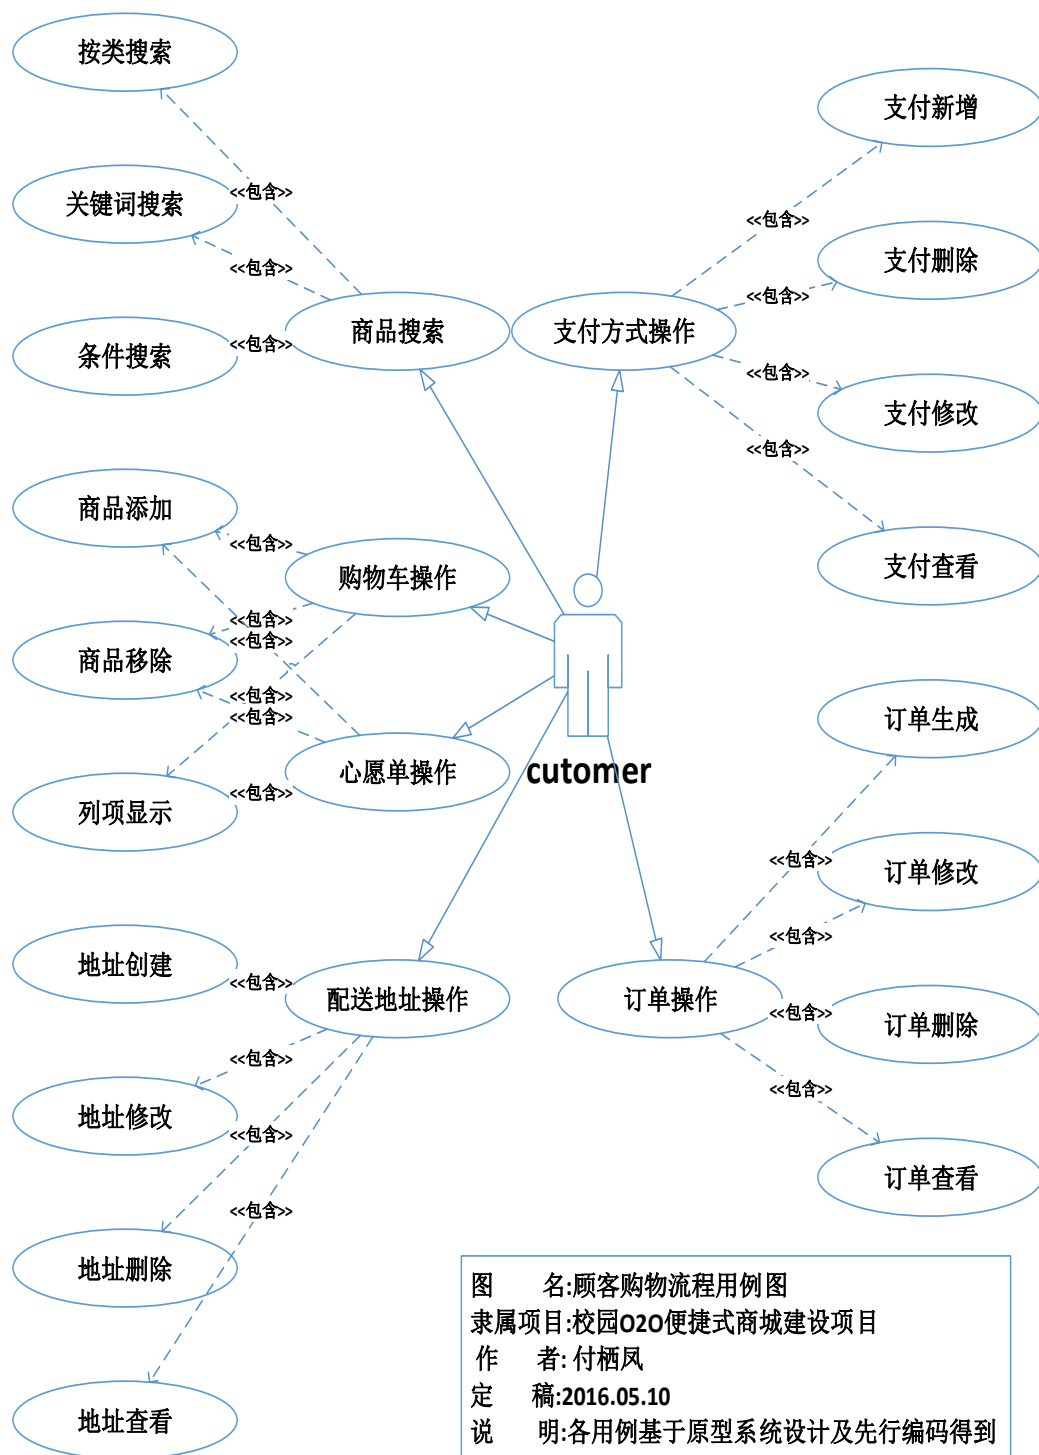 按类搜索
支付新增
关键词搜索
<<包含>>
<<包含>>
支付删除
<<包含>>
<<包含>>
条件搜索
<<包含>>
商品搜索
支付方式操作
<<包含>>
支付修改
<<包含>>
商品添加
<<包含>>
购物车操作
支付查看
<<包含>>
<<包含>>
商品移除
<<包含>>
<<包含>>
订单生成
心愿单操作
cutomer
<<包含>>
列项显示
<<包含>>
订单修改
<<包含>>
地址创建
<<包含>>
配送地址操作
订单操作
<<包含>>
订单删除
<<包含>>
<<包含>>
地址修改
<<包含>>
订单查看
<<包含>>
地址删除
地址查看
图 名:顾客购物流程用例图
隶属项目:校园O2O便捷式商城建设项目
作 者: 付栖凤
定 稿:2016.05.10
说 明:各用例基于原型系统设计及先行编码得到